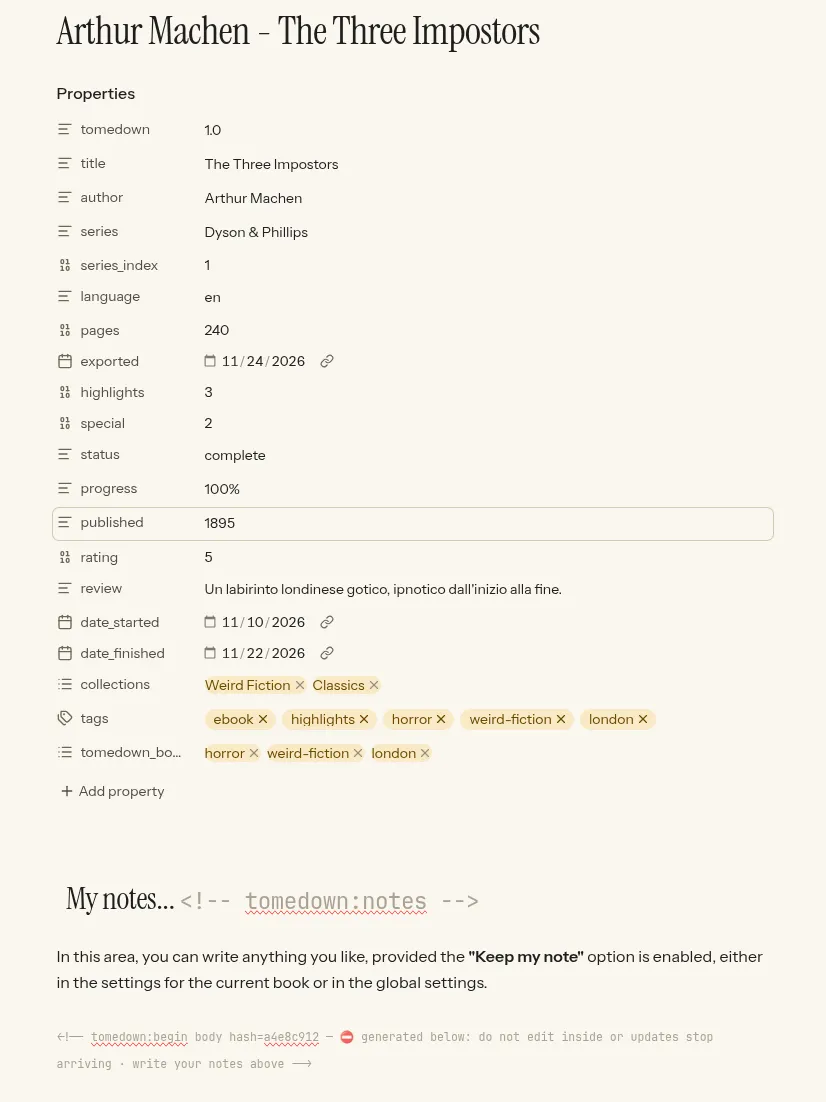 Arthur Machen - The Three Impostors
Properties
tomedown 1.0
title The Three Impostors
author Arthur Machen
series Dyson & Phillips
series_index 1
language en
pages 240
exported 11/24/2026
highlights 3
special 2
status complete
progress 100%
published 1895
rating 5
review Un labirinto londinese gotico, ipnotico dall'inizio alla fine.
date_started 11/10/2026
date_finished 11/22/2026
collections Weird Fiction × Classics ×
tags ebook × highlights × horror × weird-fiction × london ×
tomedown_bo... horror × weird-fiction × london ×
+ Add property
My notes... <!-- tomedown:notes -->
In this area, you can write anything you like, provided the "Keep my note" option is enabled, either
in the settings for the current book or in the global settings.
<!-- tomedown:begin body hash=a4e8c912 — ⛔ generated below: do not edit inside or updates stop
arriving · write your notes above -->